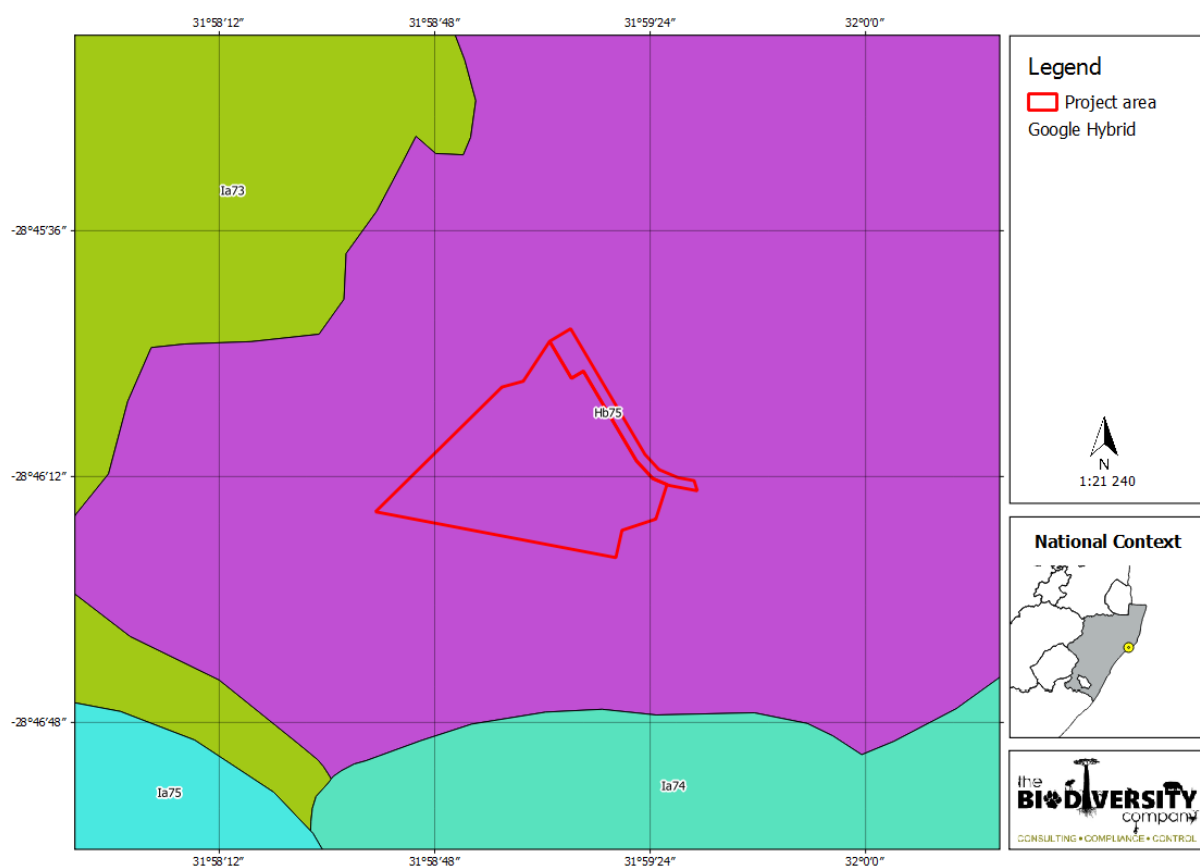 31°58′12″ 31°58′48″ 31°59′24″ 32°0′0″
Legend
Project area
Google Hybrid
Ia73
-28°45′36″
Hb75
N
1:21 240
-28°46′12″
National Context
-28°46′48″
Ia75
Ia74
the
BIODIVERSITY
company
CONSULTING • COMPLIANCE • CONTROL
31°58′12″ 31°58′48″ 31°59′24″ 32°0′0″